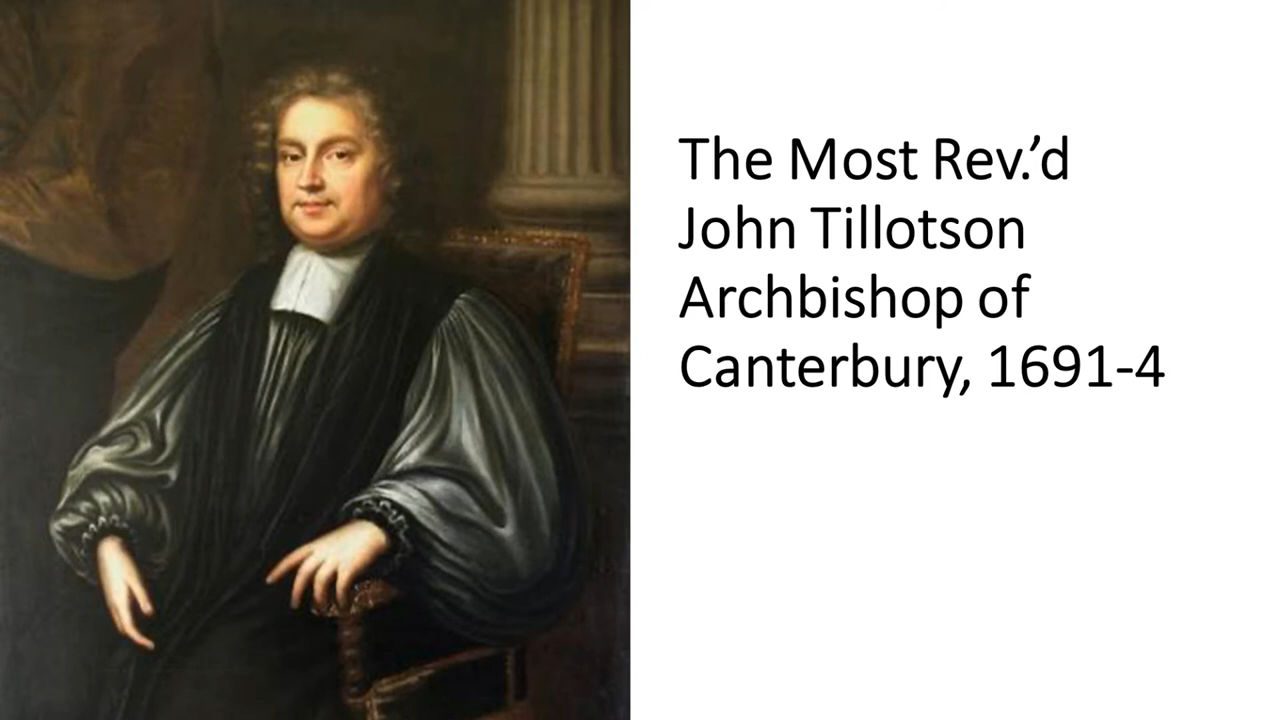 The Most Rev.’d
John Tillotson
Archbishop of
Canterbury, 1691-4